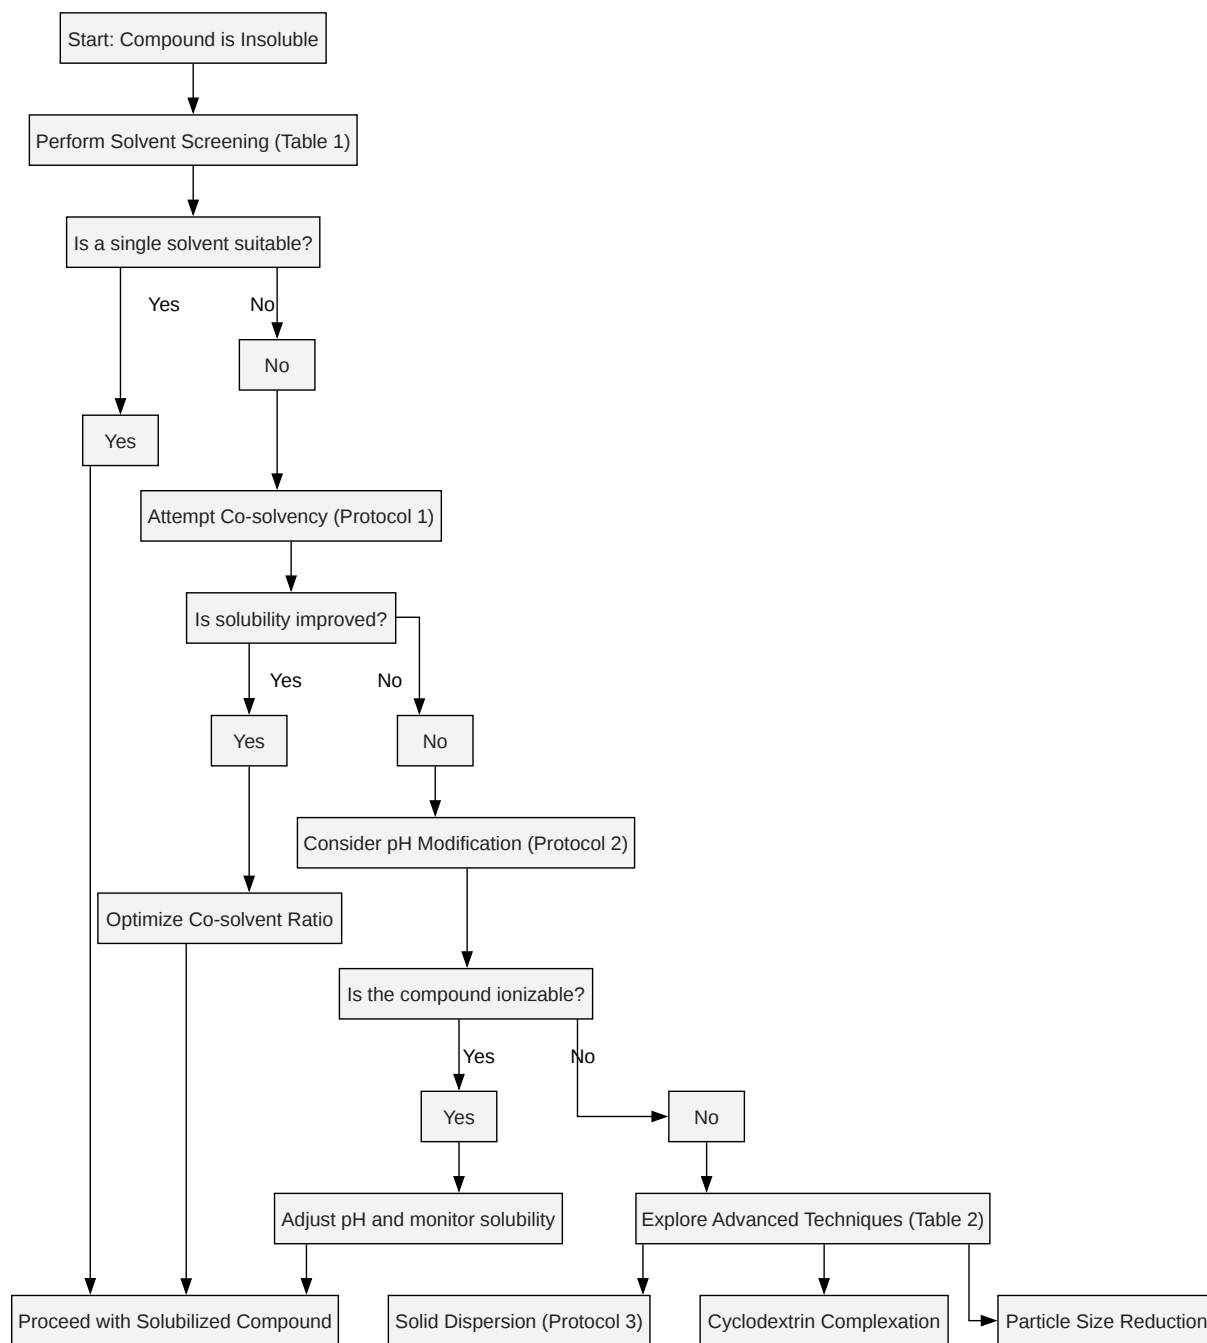 Start: Compound is Insoluble
Perform Solvent Screening (Table 1)
Is a single solvent suitable?
Yes
No
No
Yes
Attempt Co-solvency (Protocol 1)
Is solubility improved?
Yes
No
Yes
No
Consider pH Modification (Protocol 2)
Optimize Co-solvent Ratio
Is the compound ionizable?
Yes
No
Yes
No
Adjust pH and monitor solubility
Explore Advanced Techniques (Table 2)
Proceed with Solubilized Compound
Solid Dispersion (Protocol 3)
Cyclodextrin Complexation
Particle Size Reduction